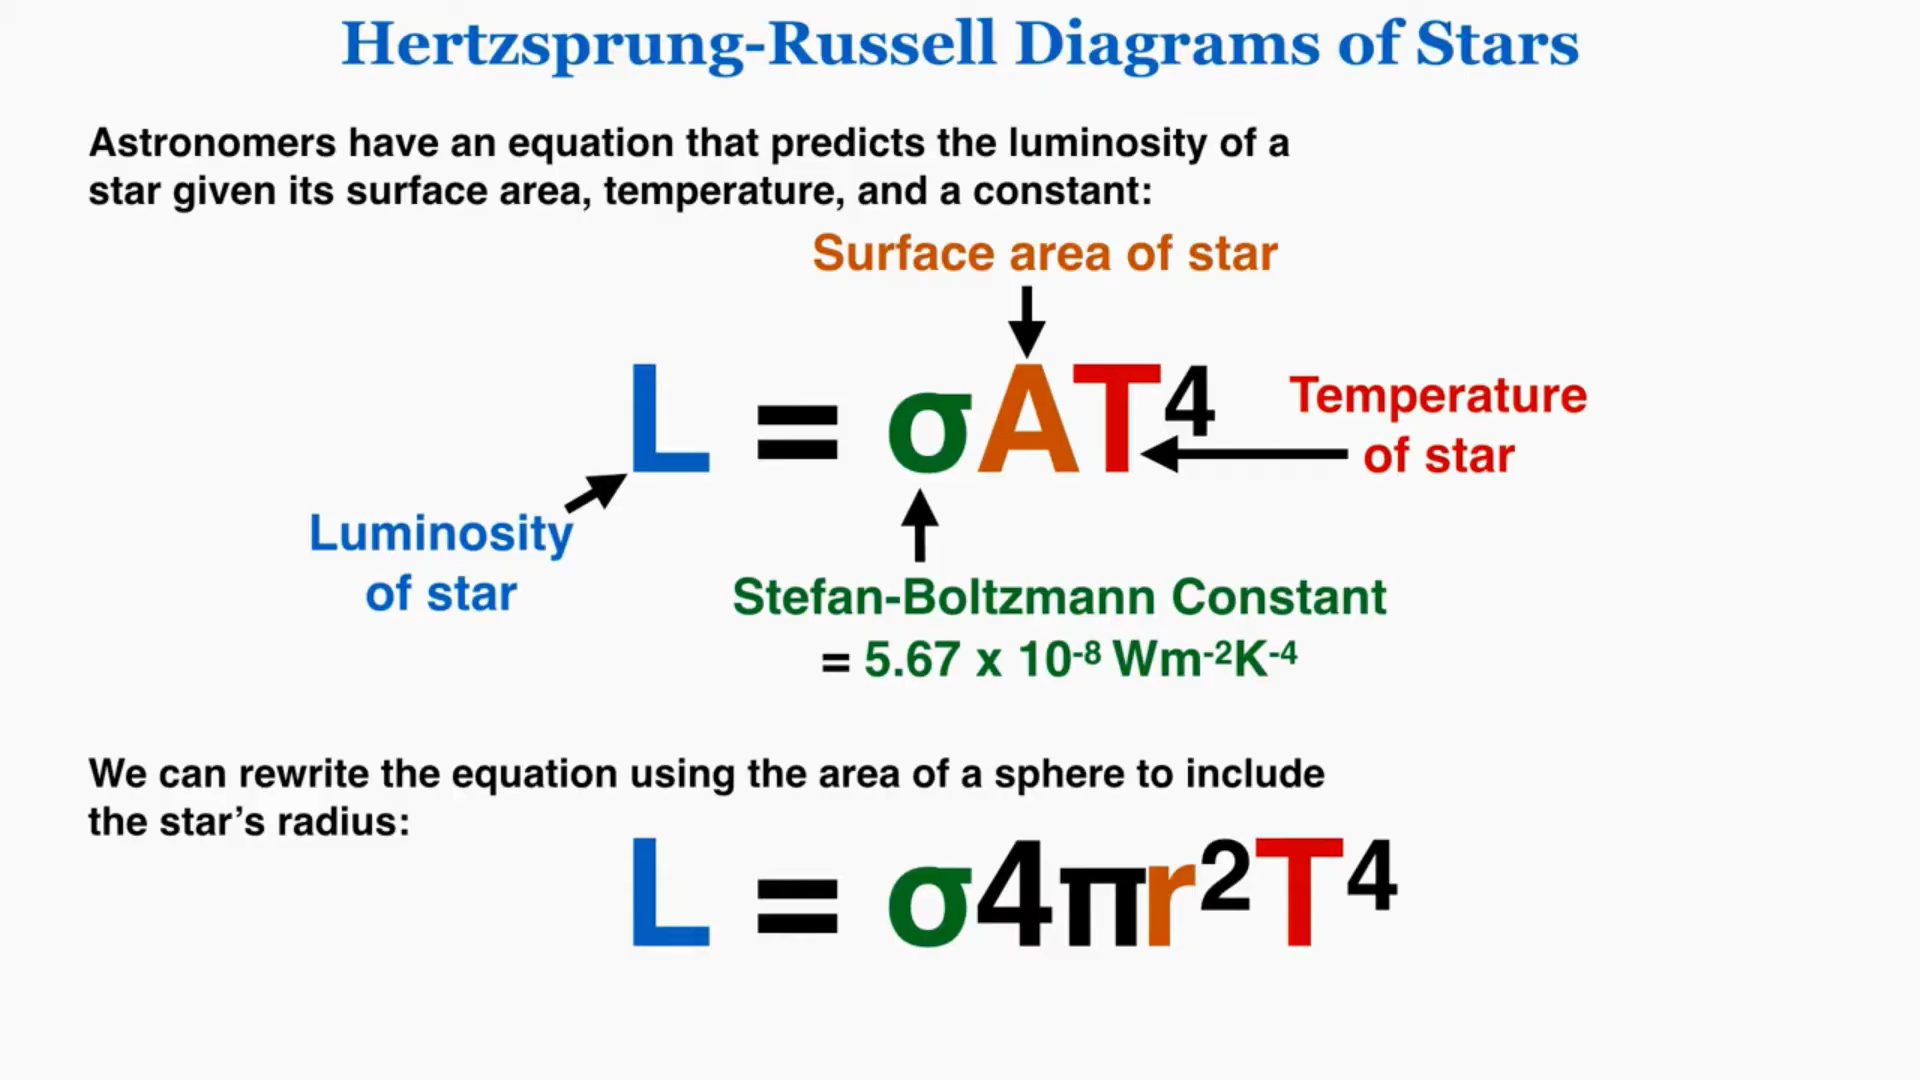 Hertzsprung-Russell Diagrams of Stars
Astronomers have an equation that predicts the luminosity of a
star given its surface area, temperature, and a constant:
Surface area of star
L = σAT⁴
Temperature
of star
Luminosity
of star
Stefan-Boltzmann Constant
= 5.67 x 10⁻⁸ Wm⁻²K⁻⁴
We can rewrite the equation using the area of a sphere to include
the star’s radius:
L = σ4πr²T⁴